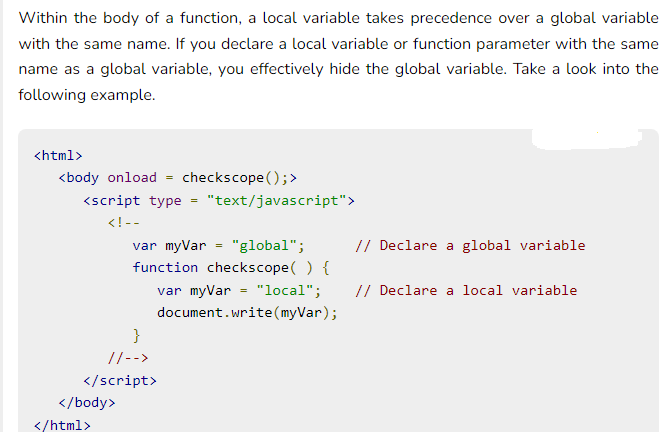 Within the body of a function, a local variable takes precedence over a global variable
with the same name. If you declare a local variable or function parameter with the same
name as a global variable, you effectively hide the global variable. Take a look into the
following example.
<html>
<body onload = checkscope();>
<script type = "text/javascript">
<!--
var myVar = "global";      // Declare a global variable
function checkscope( ) {
var myVar = "local";    // Declare a local variable
document.write(myVar);
}
//-->
</script>
</body>
</html>